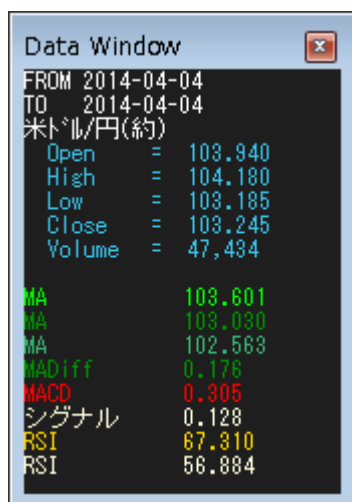 Data Window
FROM 2014-04-04
TO 2014-04-04
米ドル/円(約)
Open = 103.940
High = 104.180
Low = 103.185
Close = 103.245
Volume = 47,434
MA 103.601
MA 103.030
MA 102.563
MADiff 0.176
MACD 0.305
シグナル 0.128
RSI 67.310
RSI 56.884